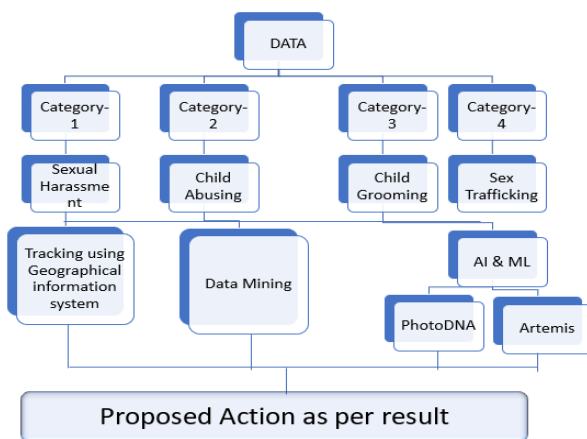 DATA
Category-
1
Category-
2
Category-
3
Category-
4
Sexual
Harassme
nt
Child
Abusing
Child
Grooming
Sex
Trafficking
Tracking using
Geographical
information
system
Data Mining
AI & ML
PhotoDNA
Artemis
Proposed Action as per result